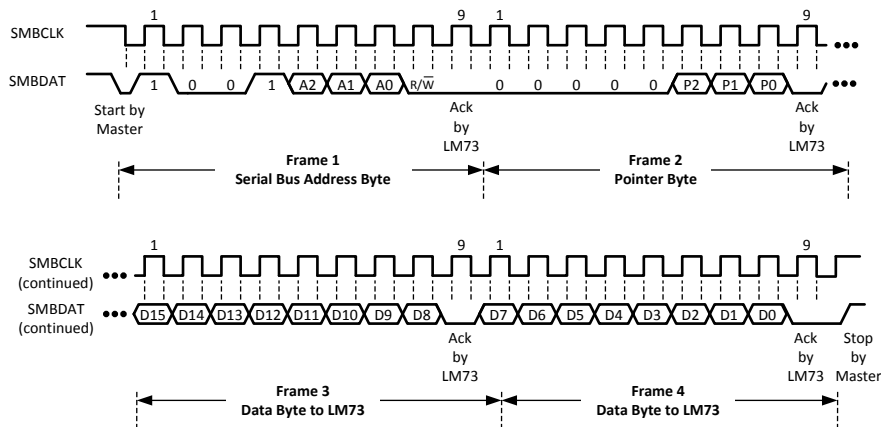 1 9 1 9
SMBCLK
SMBDAT
1 0 0 1 A2 A1 A0 R/W̅ 0 0 0 0 0 P2 P1 P0
Start by
Master
Ack
by
LM73
Ack
by
LM73
Frame 1
Serial Bus Address Byte
Frame 2
Pointer Byte
1 9 1 9
SMBCLK
(continued)
SMBDAT
(continued)
D15 D14 D13 D12 D11 D10 D9 D8 D7 D6 D5 D4 D3 D2 D1 D0
Ack
by
LM73
Ack
by
LM73
Stop
by
Master
Frame 3
Data Byte to LM73
Frame 4
Data Byte to LM73